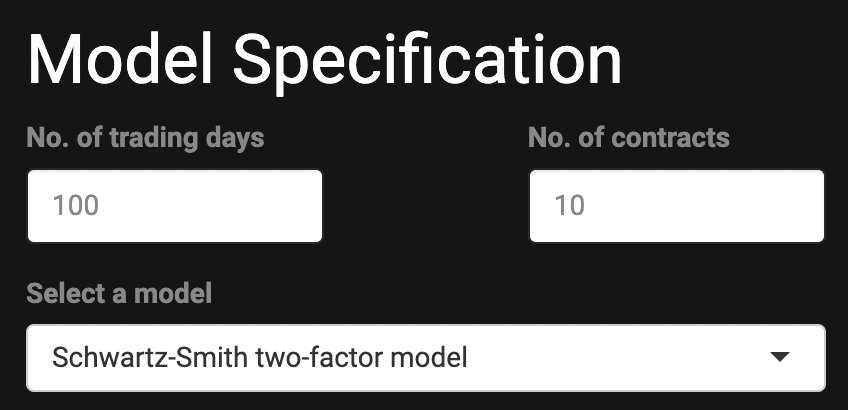 Model Specification
No. of trading days
No. of contracts
100
10
Select a model
Schwartz-Smith two-factor model